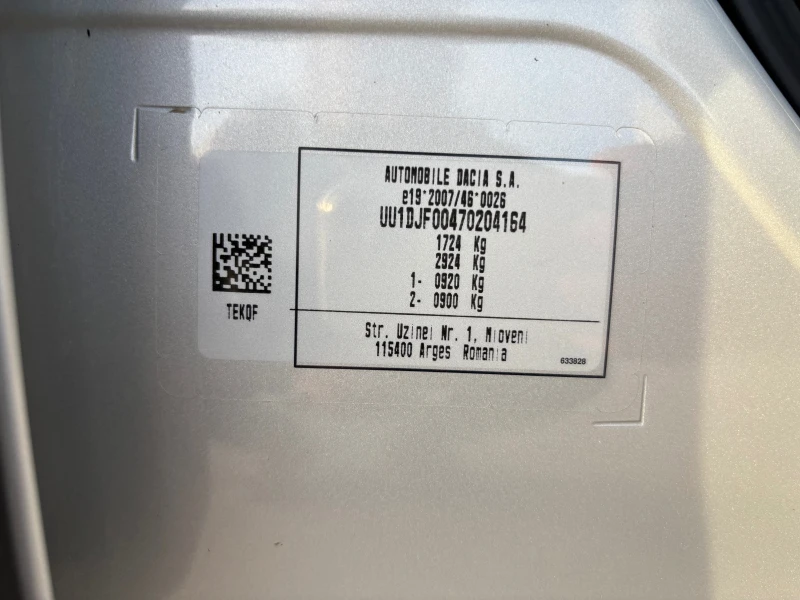 AUTOMOBILE DACIA S.A.
e19*2007/46*0026
UU1DJF00470204164
1724 Kg
2924 Kg
1- 0920 Kg
2- 0900 Kg
TEKQF
Str. Uzinei Nr. 1, Mioveni
115400 Arges Romania
633828